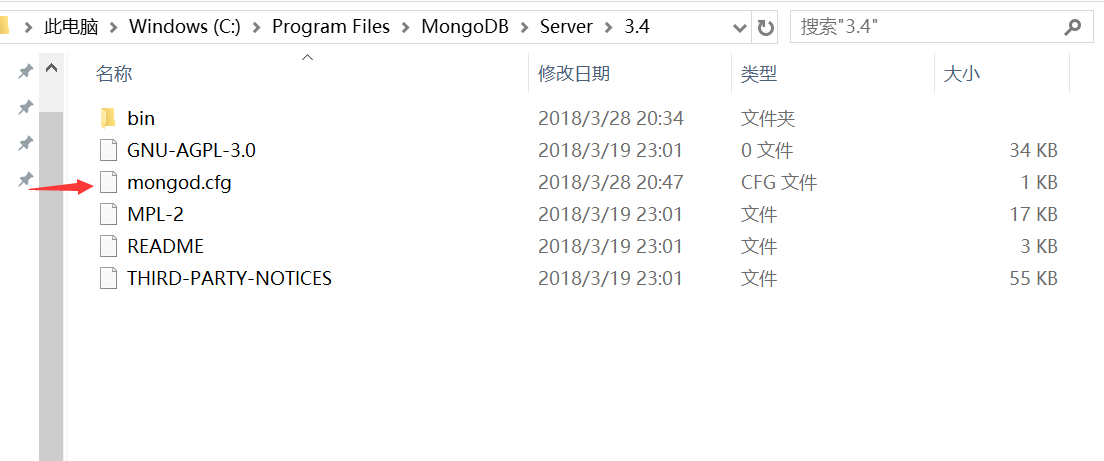 此电脑 Windows (C:) Program Files MongoDB Server 3.4 搜索"3.4"
名称 修改日期 类型 大小
bin 2018/3/28 20:34 文件夹
GNU-AGPL-3.0 2018/3/19 23:01 0 文件 34 KB
mongod.cfg 2018/3/28 20:47 CFG 文件 1 KB
MPL-2 2018/3/19 23:01 文件 17 KB
README 2018/3/19 23:01 文件 3 KB
THIRD-PARTY-NOTICES 2018/3/19 23:01 文件 55 KB